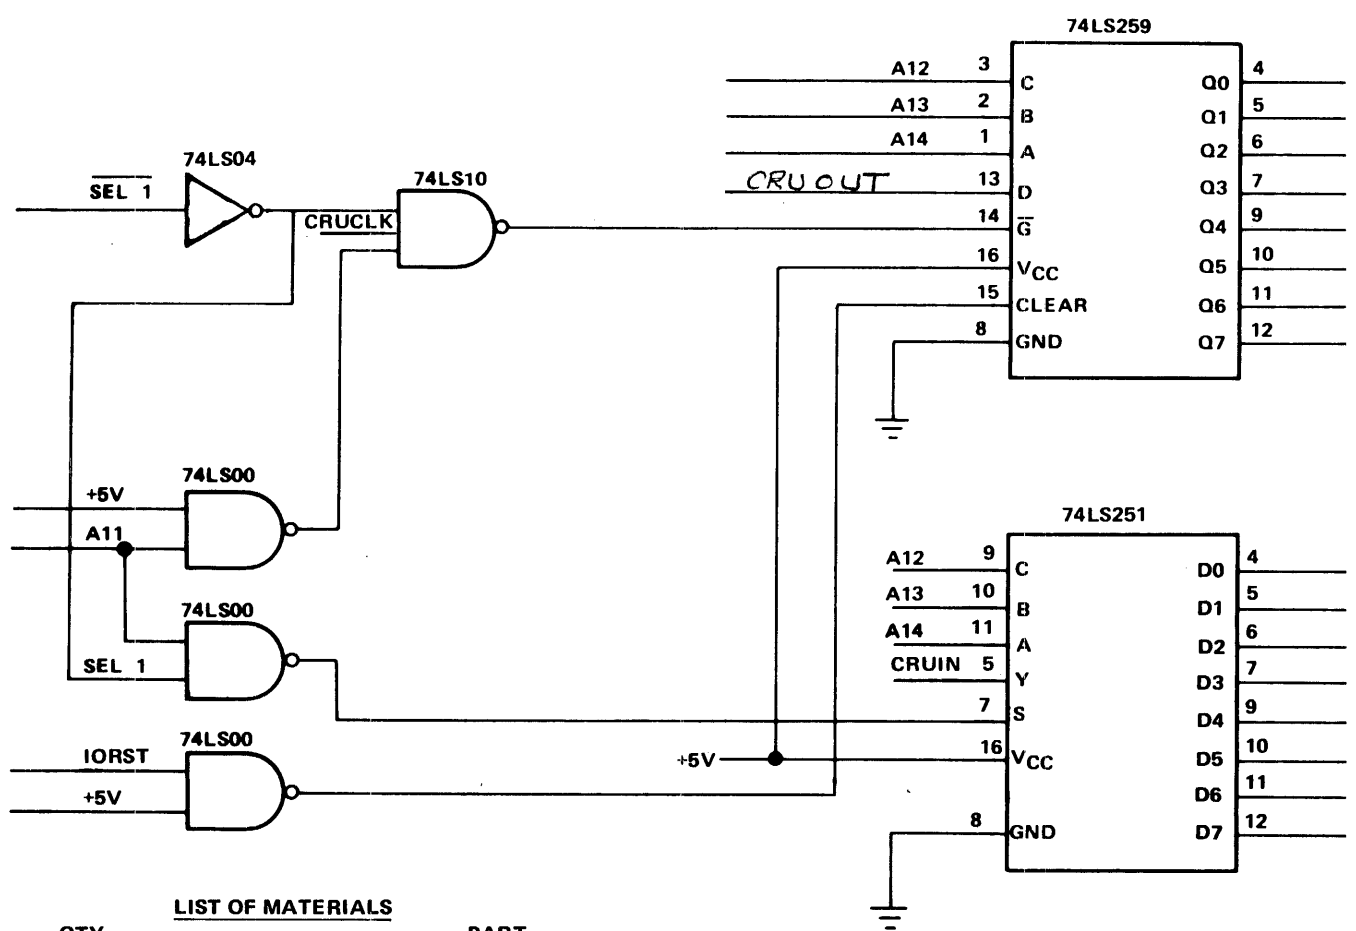 74LS259
A12 3 C Q0 4
A13 2 B Q1 5
A14 1 A Q2 6
CRUOUT 13 D Q3 7
14 G Q4 9
16 VCC Q5 10
15 CLEAR Q6 11
8 GND Q7 12
74LS04
SEL 1
74LS10
CRUCLK
74LS00
+5V
A11
74LS00
SEL 1
74LS00
IORST
+5V
+5V
74LS251
A12 9 C D0 4
A13 10 B D1 5
A14 11 A D2 6
CRUIN 5 Y D3 7
7 S D4 9
16 VCC D5 10
D6 11
8 GND D7 12
LIST OF MATERIALS
QTY PART